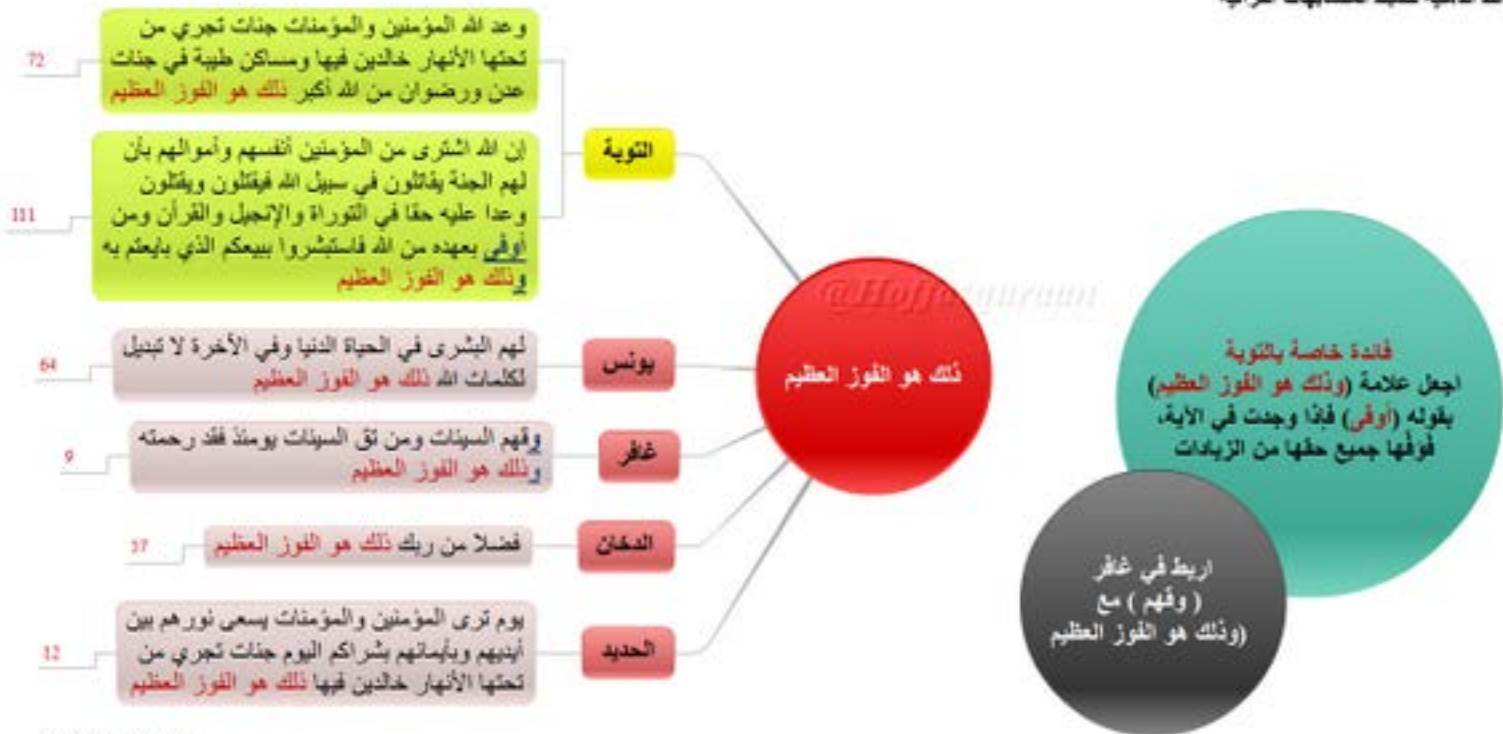 72
وعد الله المؤمنين والمؤمنات جنات تجري من
تحتها الأنهار خالدين فيها ومساكن طيبة في جنات
عدن ورضوان من الله أكبر ذلك هو الفوز العظيم
111
إن الله اشترى من المؤمنين أنفسهم وأموالهم بأن
لهم الجنة يقاتلون في سبيل الله فيقتلون ويقتلون
وعدا عليه حقا في التوراة والإنجيل والقرآن ومن
أوفى بعهده من الله فاستبشروا ببيعكم الذي بايعتم به
وذلك هو الفوز العظيم
التوبة
64
لهم البشرى في الحياة الدنيا وفي الآخرة لا تبديل
لكلمات الله ذلك هو الفوز العظيم
يونس
9
وقهم السيئات ومن تق السيئات يومئذ فقد رحمته
وذلك هو الفوز العظيم
غافر
57
فضلا من ربك ذلك هو الفوز العظيم
الدخان
12
يوم ترى المؤمنين والمؤمنات يسعى نورهم بين
أيديهم وبأيمانهم بشراكم اليوم جنات تجري من
تحتها الأنهار خالدين فيها ذلك هو الفوز العظيم
الحديد
ذلك هو الفوز العظيم
فائدة خاصة بالتوبة
اجعل علامة (وذلك هو الفوز العظيم)
بقوله (أوفى) فإذا وجدت في الآية،
فوفها جميع حقها من الزيادات
اربط في غافر
( وقهم ) مع
(وذلك هو الفوز العظيم